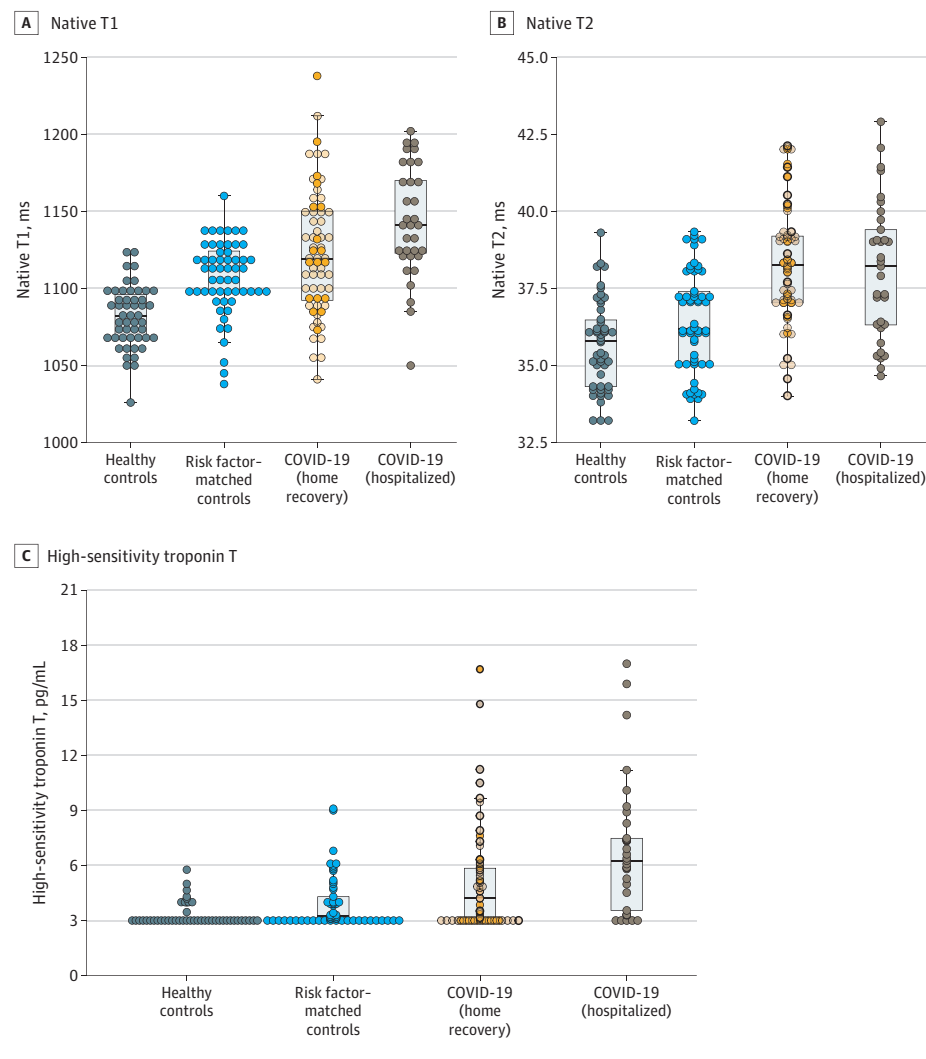 A Native T1
Native T1, ms
1250
1200
1150
1100
1050
1000
Healthy
controls
Risk factor-
matched
controls
COVID-19
(home
recovery)
COVID-19
(hospitalized)
B Native T2
Native T2, ms
45.0
42.5
40.0
37.5
35.0
32.5
Healthy
controls
Risk factor-
matched
controls
COVID-19
(home
recovery)
COVID-19
(hospitalized)
C High-sensitivity troponin T
High-sensitivity troponin T, pg/mL
21
18
15
12
9
6
3
0
Healthy
controls
Risk factor-
matched
controls
COVID-19
(home
recovery)
COVID-19
(hospitalized)